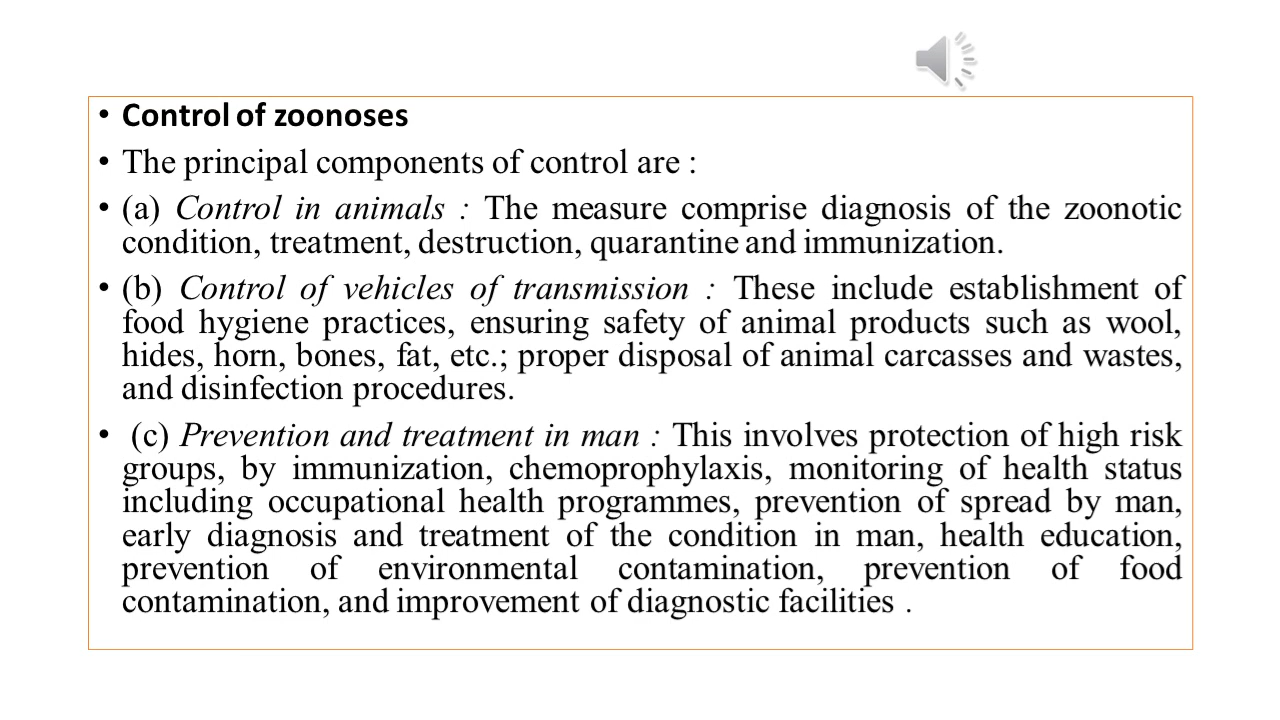 • Control of zoonoses
• The principal components of control are :
• (a) Control in animals : The measure comprise diagnosis of the zoonotic
condition, treatment, destruction, quarantine and immunization.
• (b) Control of vehicles of transmission : These include establishment of
food hygiene practices, ensuring safety of animal products such as wool,
hides, horn, bones, fat, etc.; proper disposal of animal carcasses and wastes,
and disinfection procedures.
• (c) Prevention and treatment in man : This involves protection of high risk
groups, by immunization, chemoprophylaxis, monitoring of health status
including occupational health programmes, prevention of spread by man,
early diagnosis and treatment of the condition in man, health education,
prevention of environmental contamination, prevention of food
contamination, and improvement of diagnostic facilities .